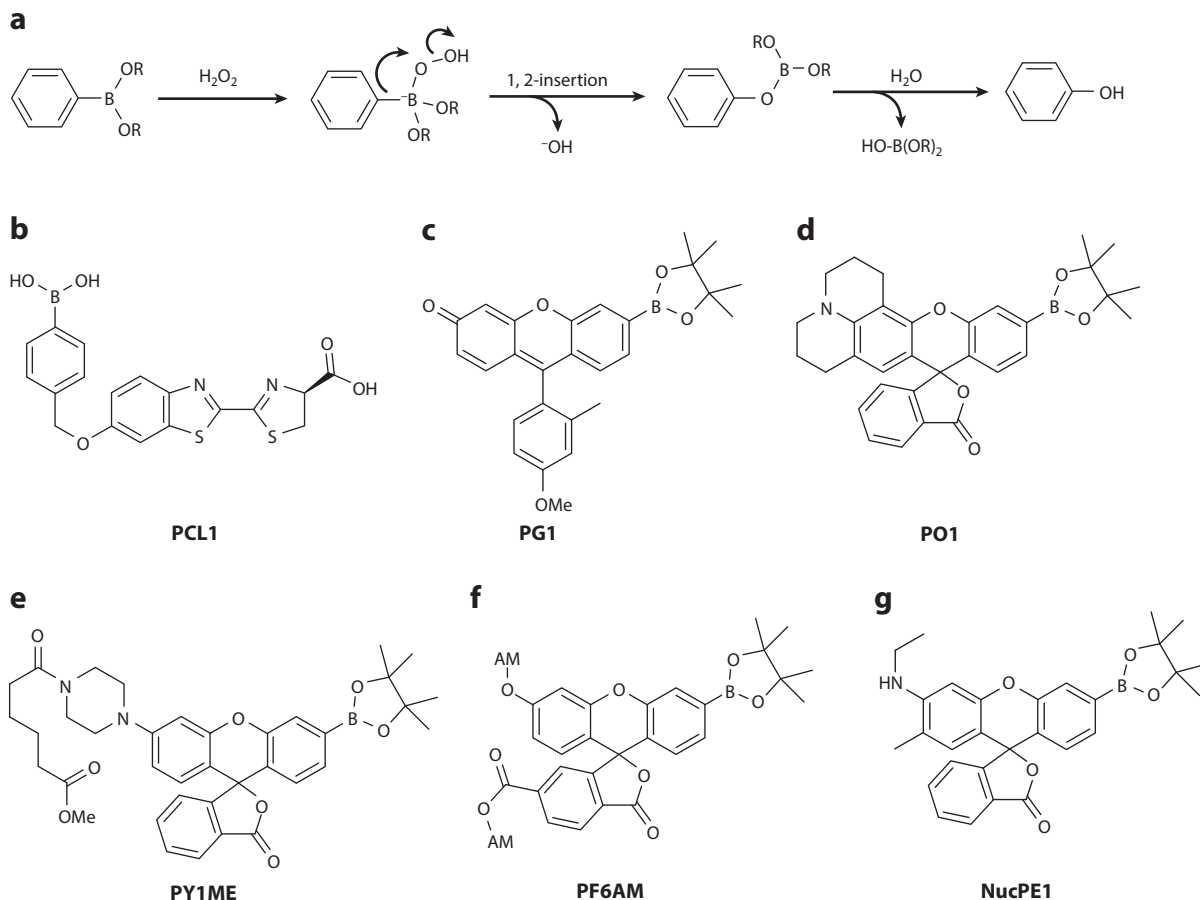 a
OR
B
OR
H₂O₂
O
OH
⁻B
OR
OR
1, 2-insertion
⁻OH
RO
B
OR
O
H₂O
HO-B(OR)₂
OH
b
HO
OH
B
O
N
S
N
S
O
OH
PCL1
c
O
O
B
O
O
OMe
PG1
d
N
O
B
O
O
O
O
PO1
e
O
N
N
O
OMe
O
B
O
O
O
O
PY1ME
f
AM
O
O
B
O
O
O
O
AM
O
O
PF6AM
g
HN
O
B
O
O
O
O
NucPE1